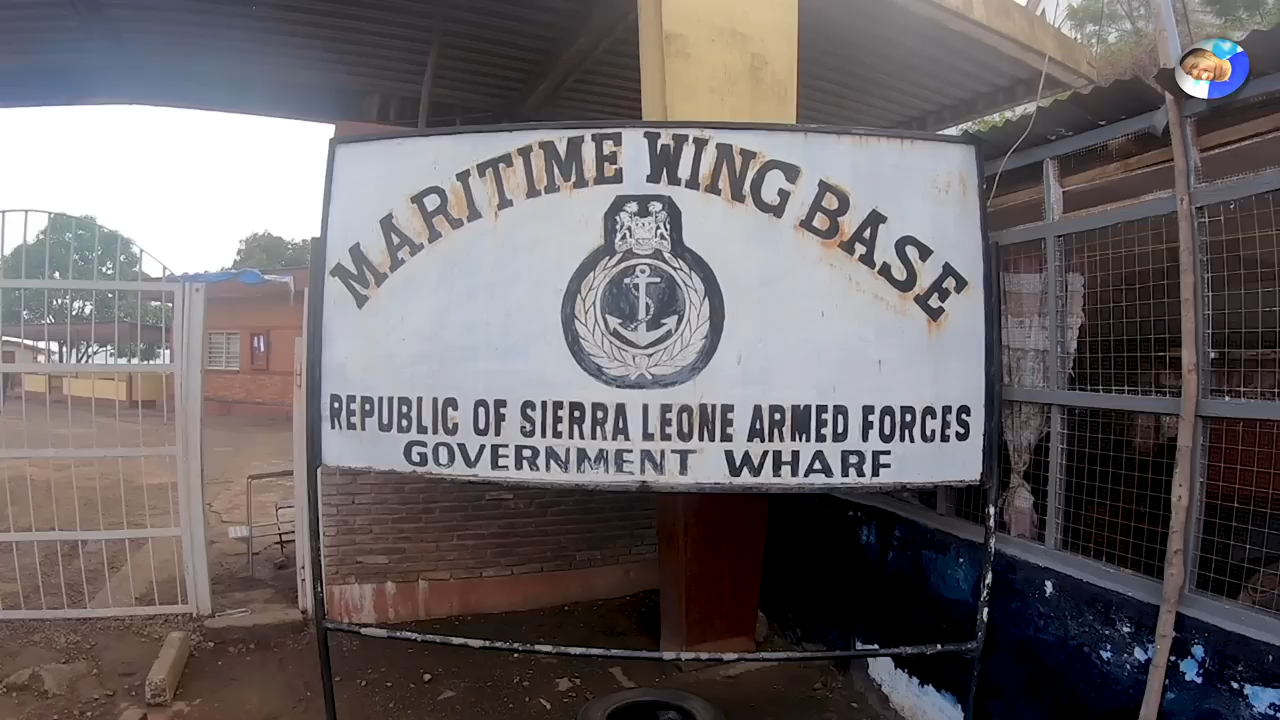 MARITIME WING BASE
REPUBLIC OF SIERRA LEONE ARMED FORCES
GOVERNMENT WHARF